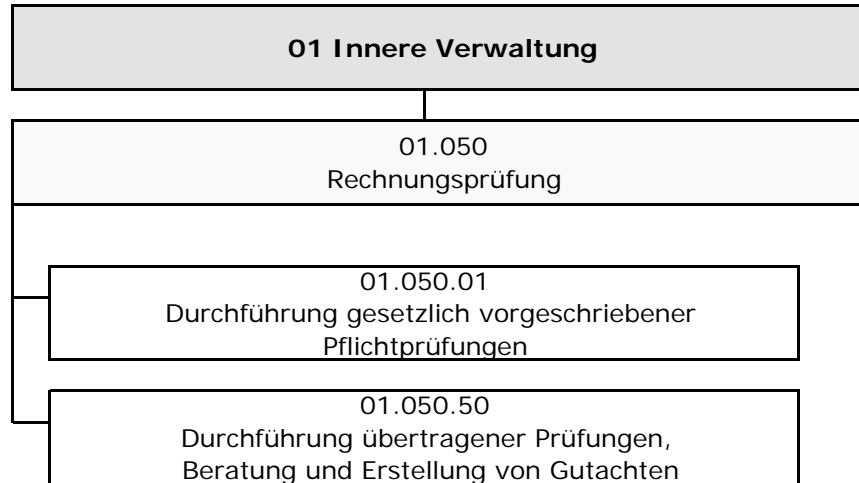 01 Innere Verwaltung
01.050
Rechnungsprüfung
01.050.01
Durchführung gesetzlich vorgeschriebener
Pflichtprüfungen
01.050.50
Durchführung übertragener Prüfungen,
Beratung und Erstellung von Gutachten